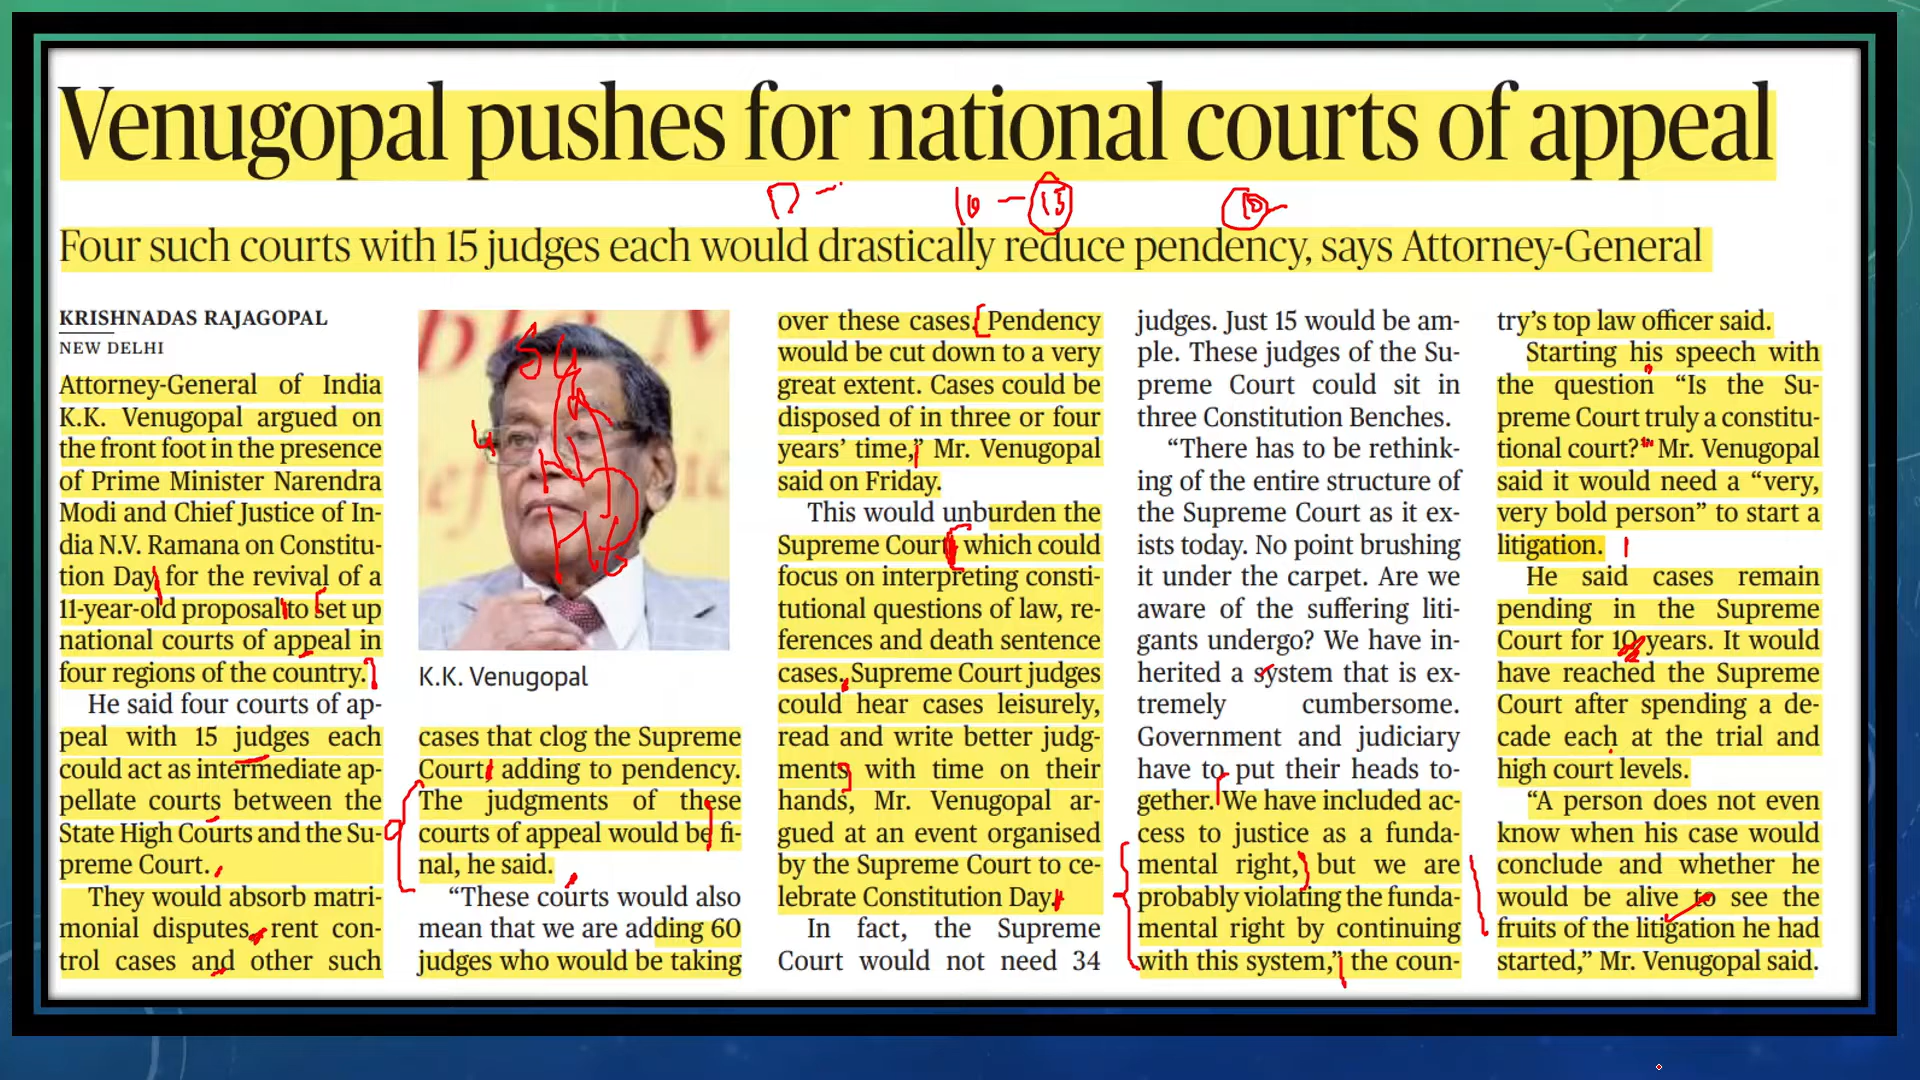 Venugopal pushes for national courts of appeal
Four such courts with 15 judges each would drastically reduce pendency, says Attorney-General
KRISHNADAS RAJAGOPAL
NEW DELHI
Attorney-General of India
K.K. Venugopal argued on
the front foot in the presence
of Prime Minister Narendra
Modi and Chief Justice of In-
dia N.V. Ramana on Constitu-
tion Day for the revival of a
11-year-old proposal to set up
national courts of appeal in
four regions of the country.
He said four courts of ap-
peal with 15 judges each
could act as intermediate ap-
pellate courts between the
State High Courts and the Su-
preme Court.
They would absorb matri-
monial disputes, rent con-
trol cases and other such
K.K. Venugopal
cases that clog the Supreme
Court, adding to pendency.
The judgments of these
courts of appeal would be fi-
nal, he said.
“These courts would also
mean that we are adding 60
judges who would be taking
over these cases. Pendency
would be cut down to a very
great extent. Cases could be
disposed of in three or four
years’ time,” Mr. Venugopal
said on Friday.
This would unburden the
Supreme Court, which could
focus on interpreting consti-
tutional questions of law, re-
ferences and death sentence
cases. Supreme Court judges
could hear cases leisurely,
read and write better judg-
ments with time on their
hands, Mr. Venugopal ar-
gued at an event organised
by the Supreme Court to ce-
lebrate Constitution Day.
In fact, the Supreme
Court would not need 34
judges. Just 15 would be am-
ple. These judges of the Su-
preme Court could sit in
three Constitution Benches.
“There has to be rethink-
ing of the entire structure of
the Supreme Court as it ex-
ists today. No point brushing
it under the carpet. Are we
aware of the suffering liti-
gants undergo? We have in-
herited a system that is ex-
tremely cumbersome.
Government and judiciary
have to put their heads to-
gether. We have included ac-
cess to justice as a funda-
mental right, but we are
probably violating the funda-
mental right by continuing
with this system,” the coun-
try’s top law officer said.
Starting his speech with
the question “Is the Su-
preme Court truly a constitu-
tional court?” Mr. Venugopal
said it would need a “very,
very bold person” to start a
litigation.
He said cases remain
pending in the Supreme
Court for 10 years. It would
have reached the Supreme
Court after spending a de-
cade each at the trial and
high court levels.
“A person does not even
know when his case would
conclude and whether he
would be alive to see the
fruits of the litigation he had
started,” Mr. Venugopal said.